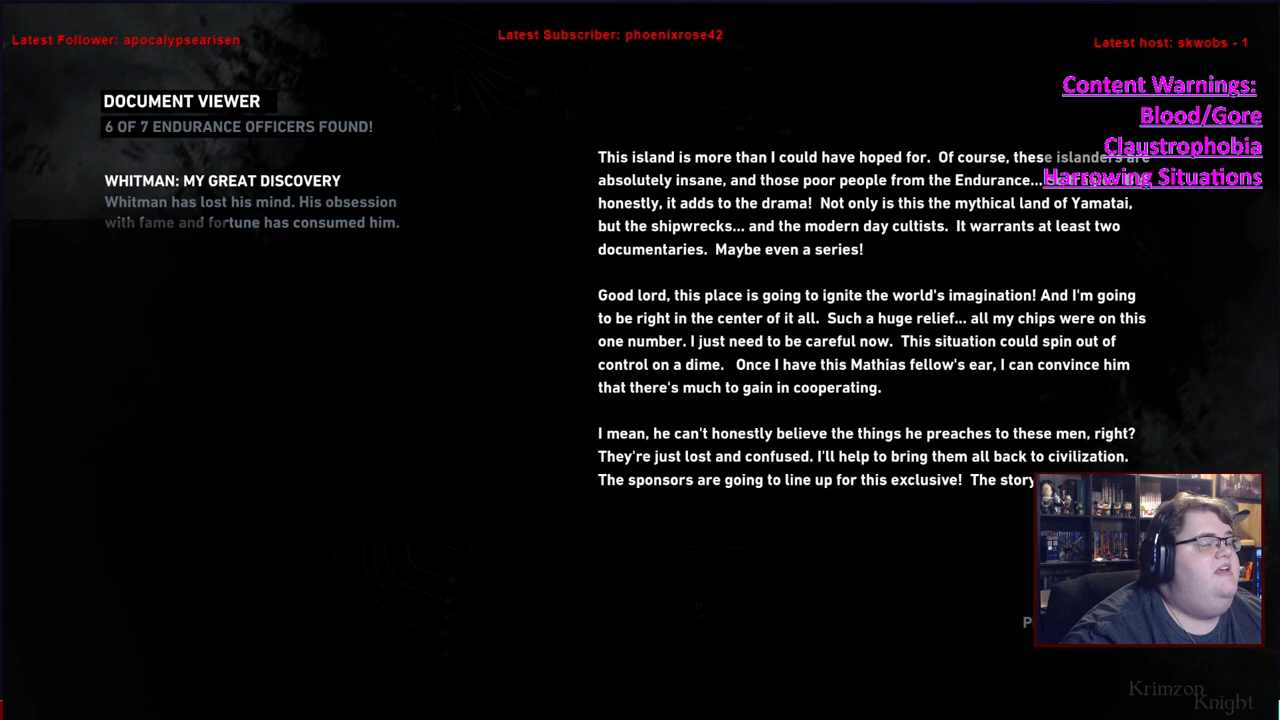 Latest Follower: apocalypsearisen
Latest Subscriber: phoenixrose42
Latest host: skwobs - 1
Content Warnings:
Blood/Gore
Claustrophobia
Harrowing Situations
DOCUMENT VIEWER
6 OF 7 ENDURANCE OFFICERS FOUND!
WHITMAN: MY GREAT DISCOVERY
Whitman has lost his mind. His obsession
with fame and fortune has consumed him.
This island is more than I could have hoped for. Of course, these islanders are
absolutely insane, and those poor people from the Endurance...
honestly, it adds to the drama! Not only is this the mythical land of Yamatai,
but the shipwrecks... and the modern day cultists. It warrants at least two
documentaries. Maybe even a series!
Good lord, this place is going to ignite the world's imagination! And I'm going
to be right in the center of it all. Such a huge relief... all my chips were on this
one number. I just need to be careful now. This situation could spin out of
control on a dime. Once I have this Mathias fellow's ear, I can convince him
that there's much to gain in cooperating.
I mean, he can't honestly believe the things he preaches to these men, right?
They're just lost and confused. I'll help to bring them all back to civilization.
The sponsors are going to line up for this exclusive! The story
Krimzon
Knight